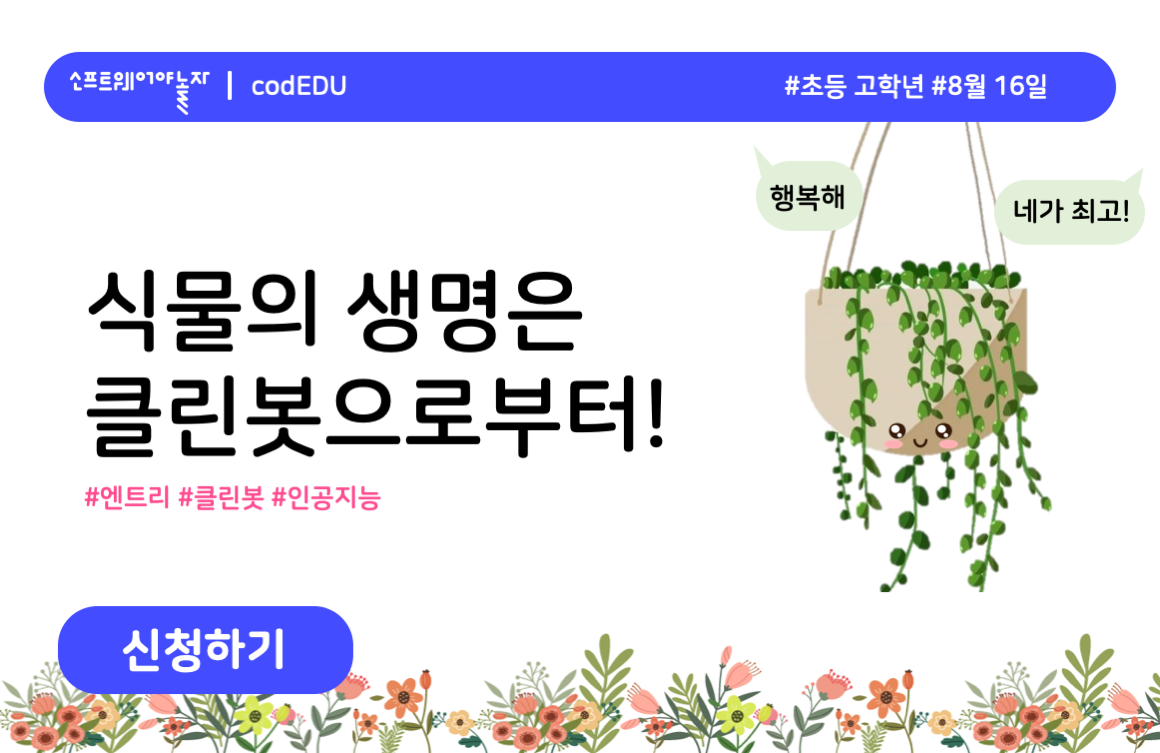 소프트웨어야 놀자 | codEDU
#초등 고학년 #8월 16일
행복해
네가 최고!
식물의 생명은
클린봇으로부터!
#엔트리 #클린봇 #인공지능
신청하기